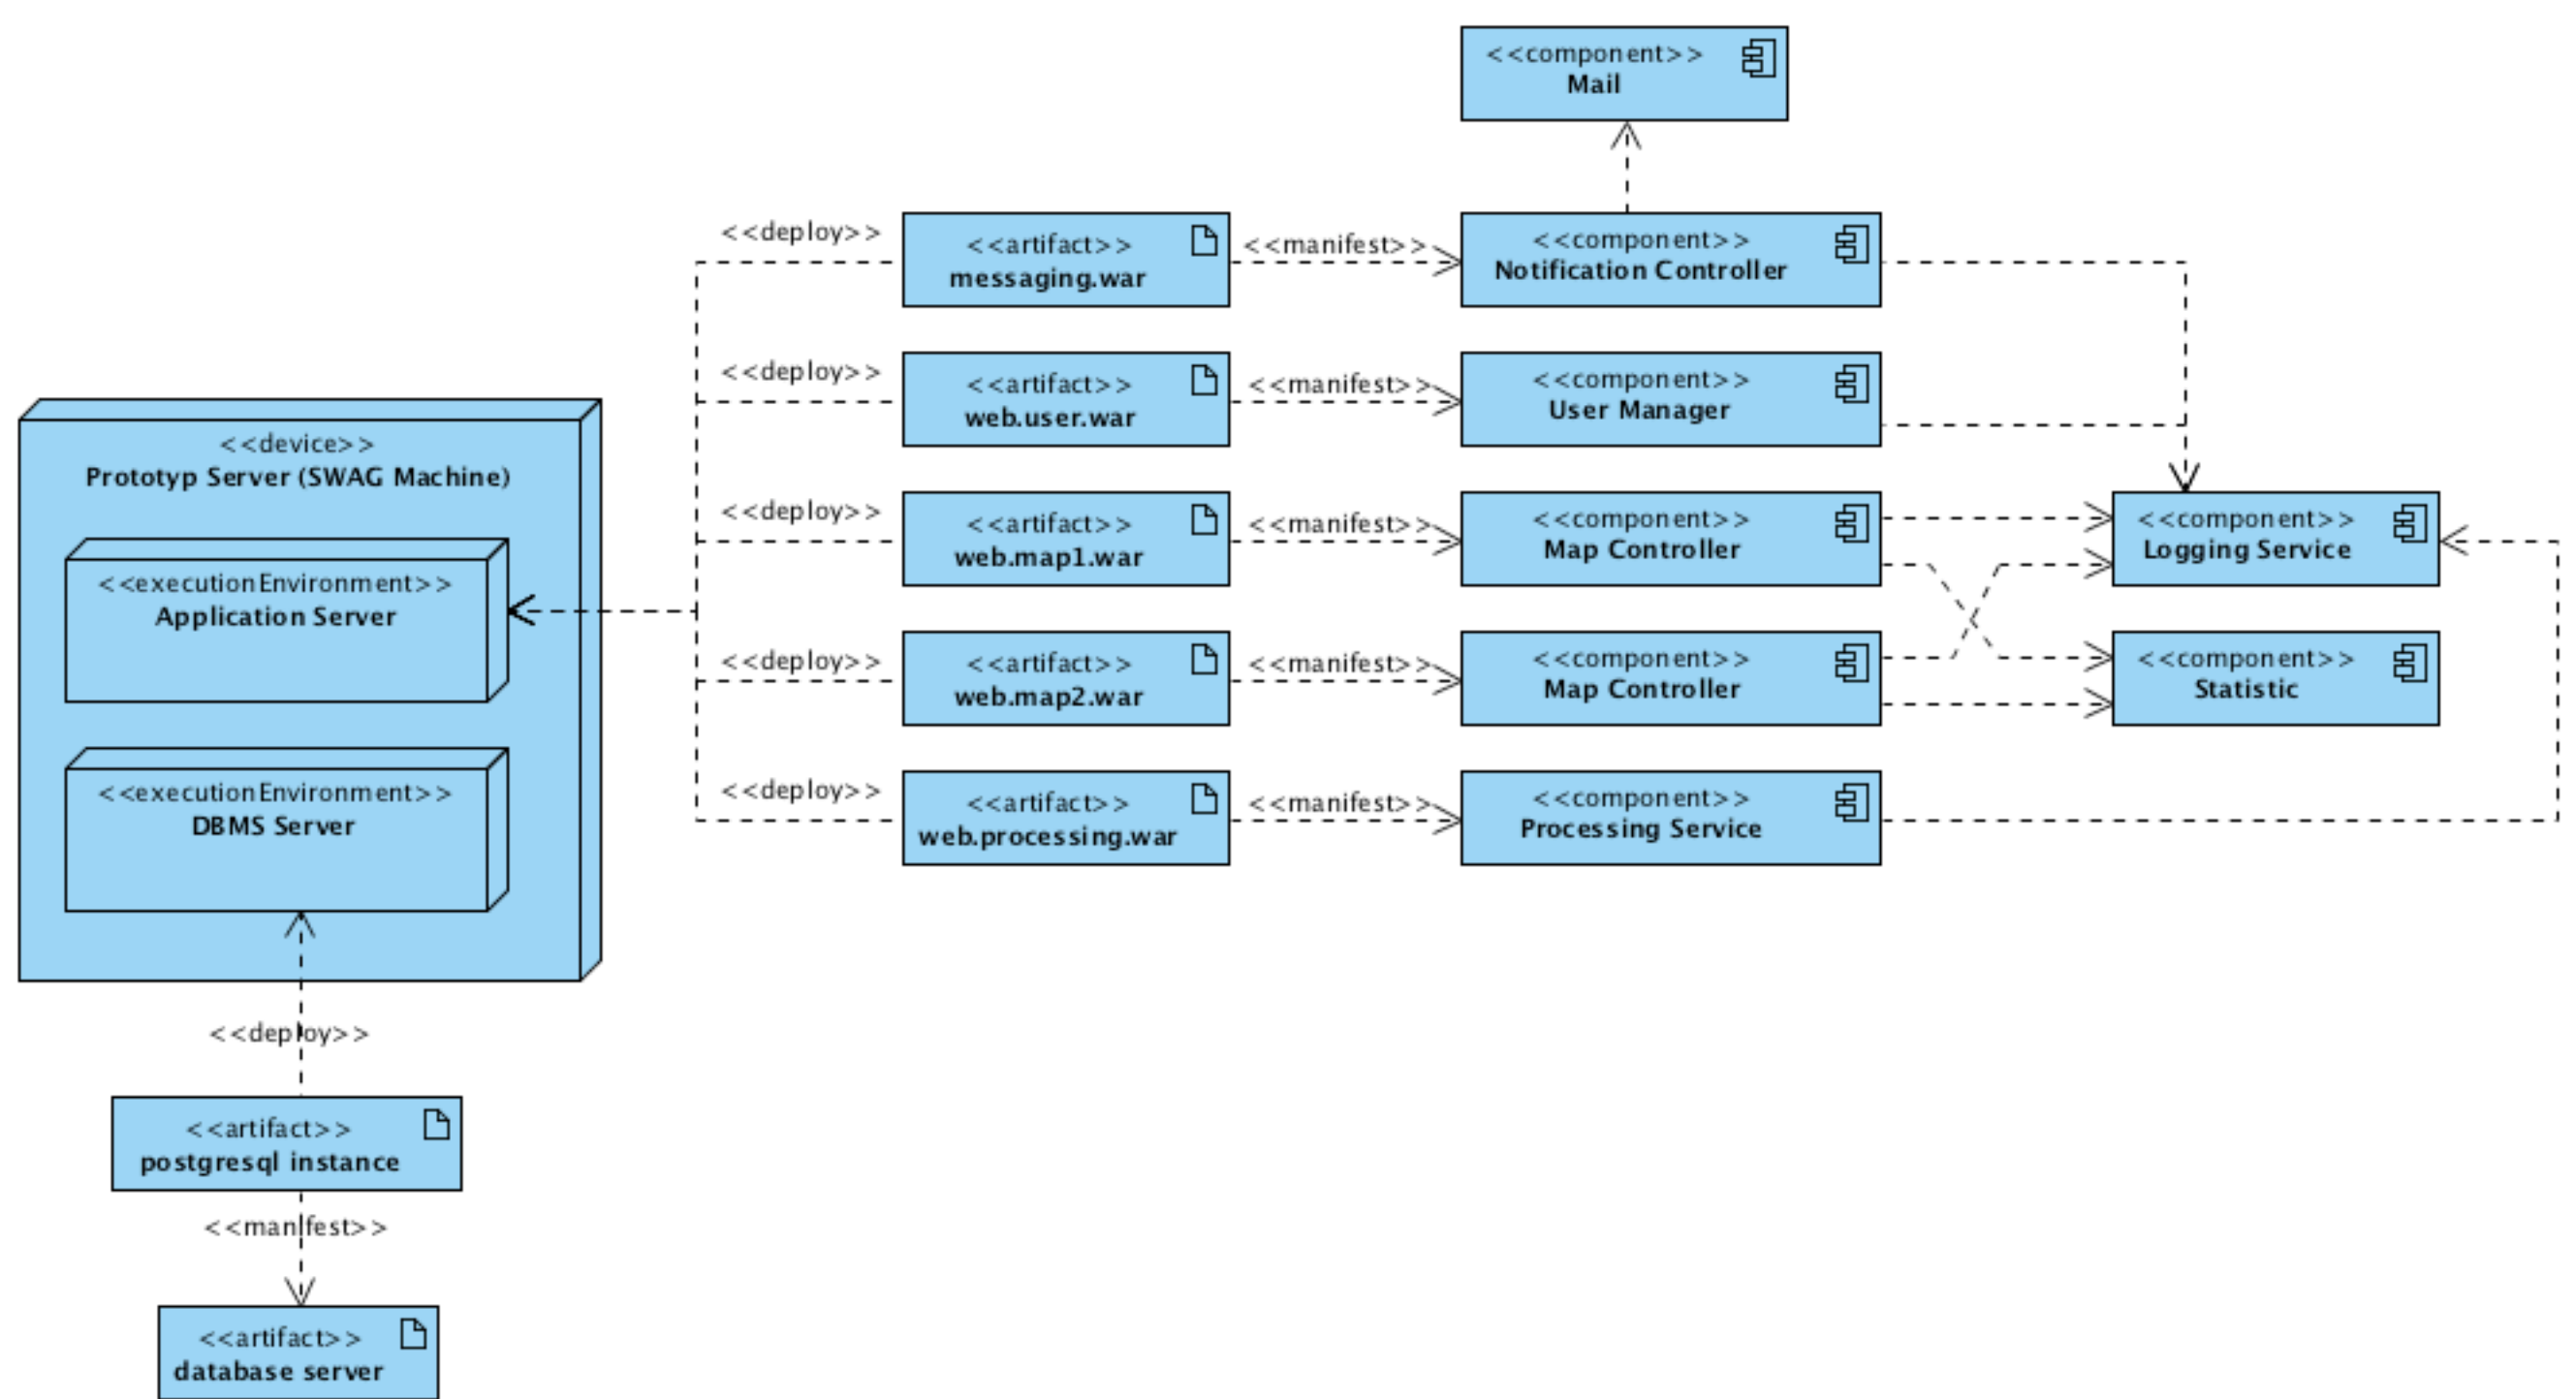 <<component>>
Mail
<<deploy>>
<<artifact>>
messaging.war
<<manifest>>
<<component>>
Notification Controller
<<deploy>>
<<artifact>>
web.user.war
<<manifest>>
<<component>>
User Manager
<<device>>
Prototyp Server (SWAG Machine)
<<deploy>>
<<artifact>>
web.map1.war
<<manifest>>
<<component>>
Map Controller
<<component>>
Logging Service
<<executionEnvironment>>
Application Server
<<deploy>>
<<artifact>>
web.map2.war
<<manifest>>
<<component>>
Map Controller
<<component>>
Statistic
<<executionEnvironment>>
DBMS Server
<<deploy>>
<<artifact>>
web.processing.war
<<manifest>>
<<component>>
Processing Service
<<deploy>>
<<artifact>>
postgresql instance
<<manifest>>
<<artifact>>
database server